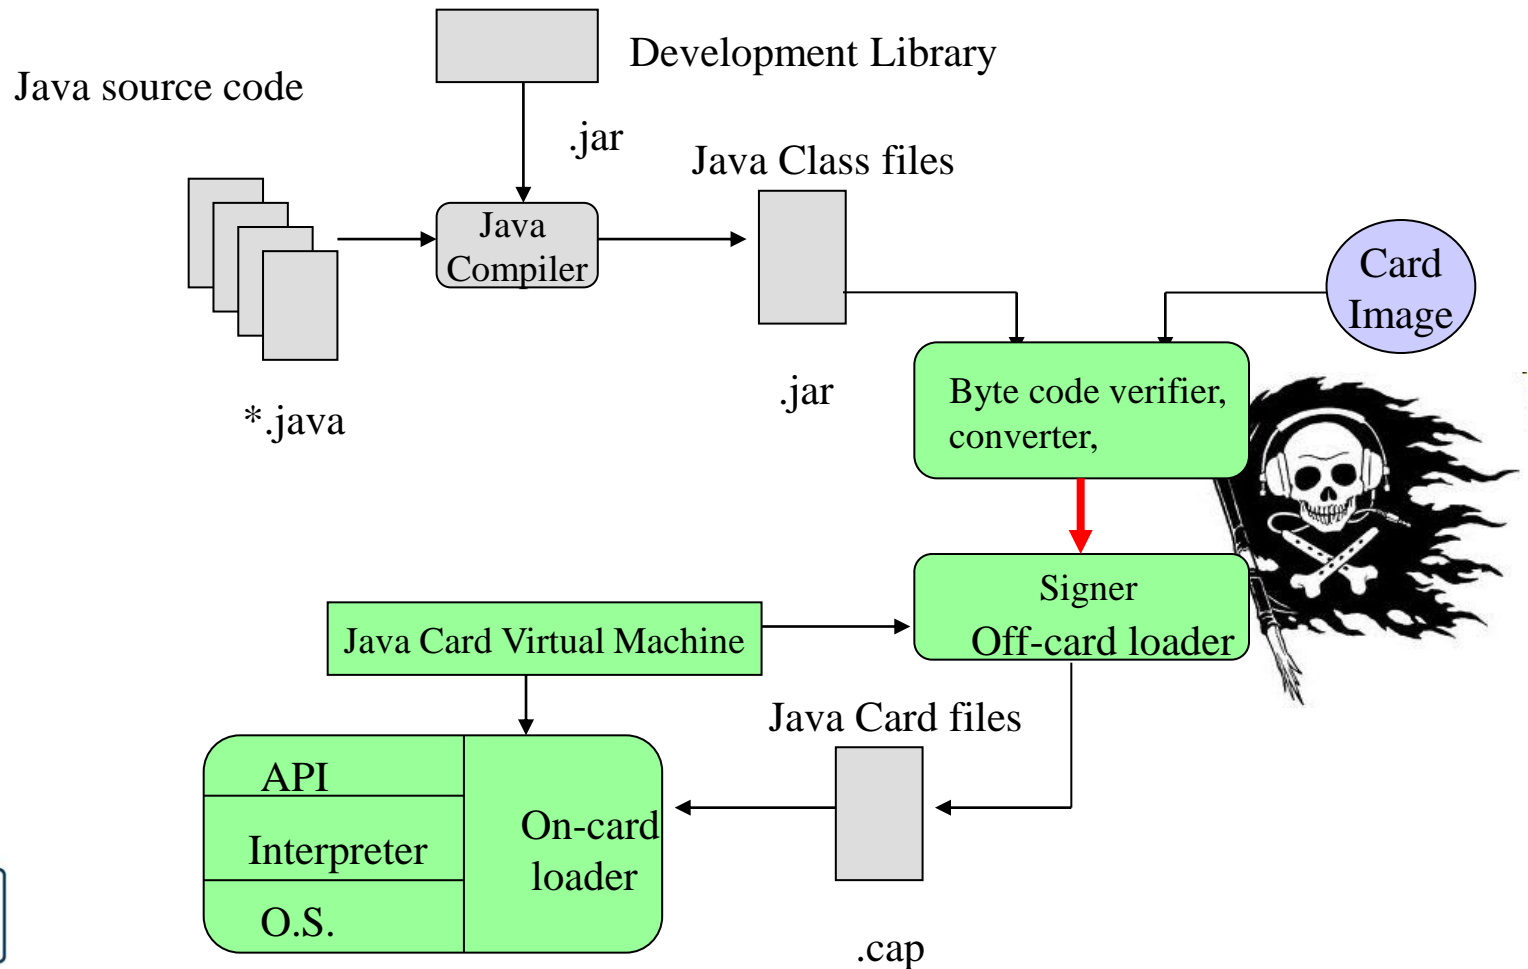 Development Library
Java source code
.jar
Java Class files
Java
Compiler
Card
Image
*.java
.jar
Byte code verifier,
converter,
Signer
Off-card loader
Java Card Virtual Machine
Java Card files
API
Interpreter
O.S.
On-card
loader
.cap